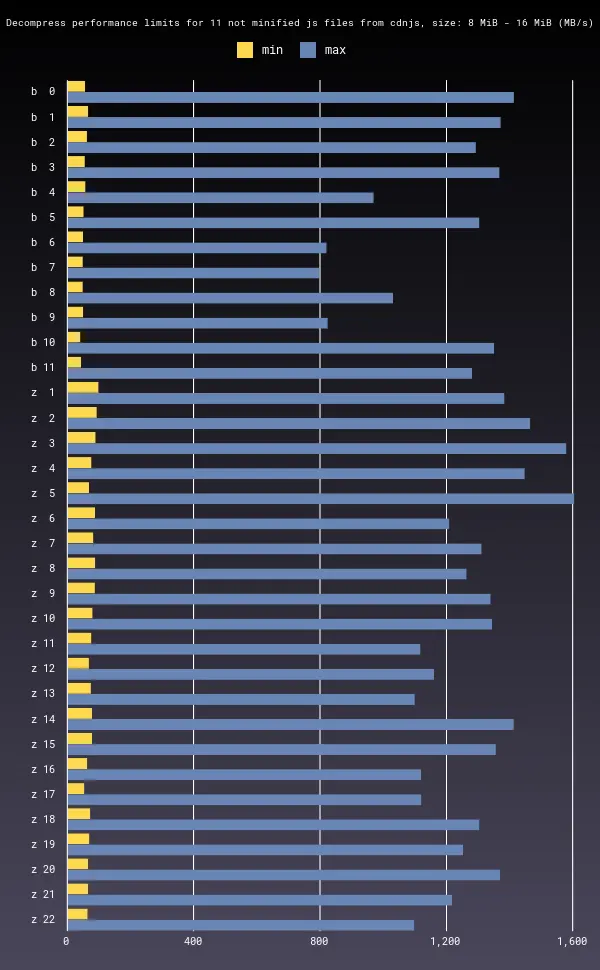 Decompress performance limits for 11 not minified js files from cdnjs, size: 8 MiB - 16 MiB (MB/s)
min max
b 0
b 1
b 2
b 3
b 4
b 5
b 6
b 7
b 8
b 9
b 10
b 11
z 1
z 2
z 3
z 4
z 5
z 6
z 7
z 8
z 9
z 10
z 11
z 12
z 13
z 14
z 15
z 16
z 17
z 18
z 19
z 20
z 21
z 22
0 400 800 1,200 1,600